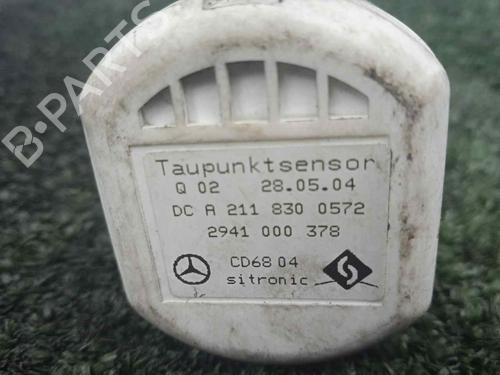 B-PARTS
Taupunktsensor
Q 02 28.05.04
DC A 211 830 0572
2941 000 378
CD68 04
sitronic